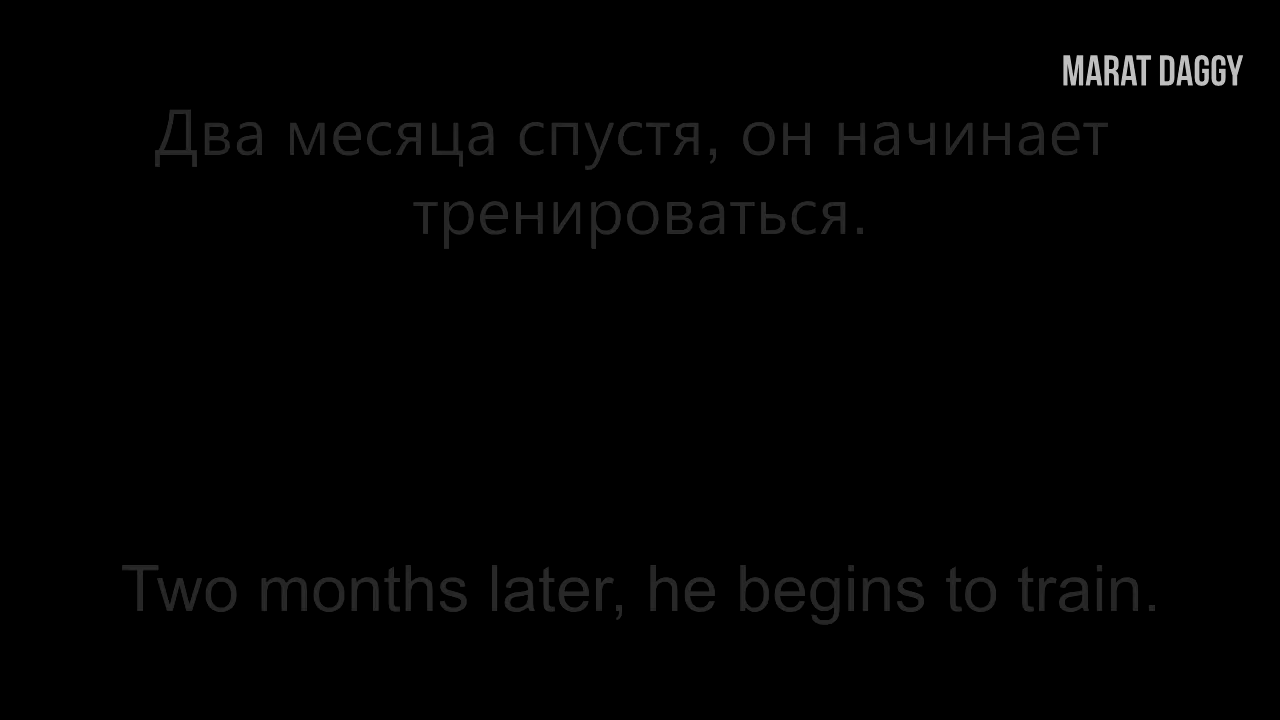 MARAT DAGGY
Два месяца спустя, он начинает
тренироваться.
Two months later, he begins to train.